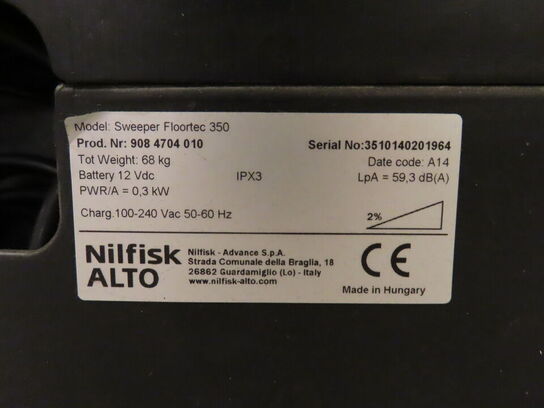 Model: Sweeper Floortec 350
Prod. Nr: 908 4704 010 Serial No:3510140201964
Tot Weight: 68 kg Date code: A14
Battery 12 Vdc IPX3 LpA = 59,3 dB(A)
PWR/A = 0,3 kW
Charg.100-240 Vac 50-60 Hz 2%
Nilfisk
ALTO
Nilfisk - Advance S.p.A.
Strada Comunale della Braglia, 18
26862 Guardamiglio (Lo) - Italy
www.nilfisk-alto.com
CE
Made in Hungary